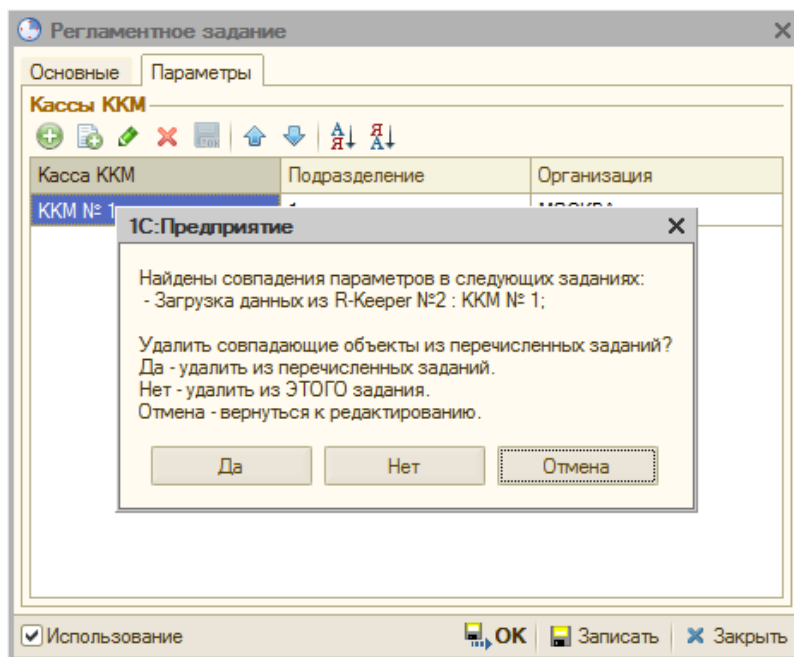 Регламентное задание
Основные Параметры
Кассы ККМ
Касса ККМ Подразделение Организация
ККМ № 1
1С:Предприятие
Найдены совпадения параметров в следующих заданиях:
- Загрузка данных из R-Keeper №2 : ККМ № 1;
Удалить совпадающие объекты из перечисленных заданий?
Да - удалить из перечисленных заданий.
Нет - удалить из ЭТОГО задания.
Отмена - вернуться к редактированию.
Да Нет Отмена
Использование OK Записать Закрыть